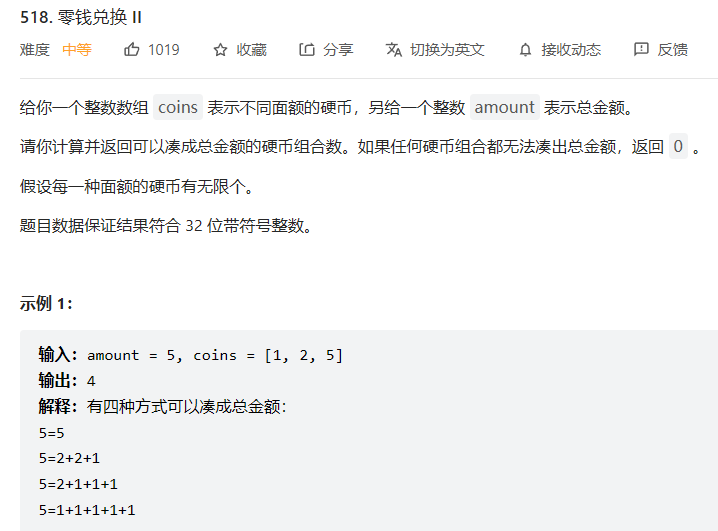 518. 零钱兑换 II
难度 中等 1019 收藏 分享 切换为英文 接收动态 反馈
给你一个整数数组 coins 表示不同面额的硬币，另给一个整数 amount 表示总金额。
请你计算并返回可以凑成总金额的硬币组合数。如果任何硬币组合都无法凑出总金额，返回 0 。
假设每一种面额的硬币有无限个。
题目数据保证结果符合 32 位带符号整数。
示例 1：
输入：amount = 5, coins = [1, 2, 5]
输出：4
解释：有四种方式可以凑成总金额：
5=5
5=2+2+1
5=2+1+1+1
5=1+1+1+1+1